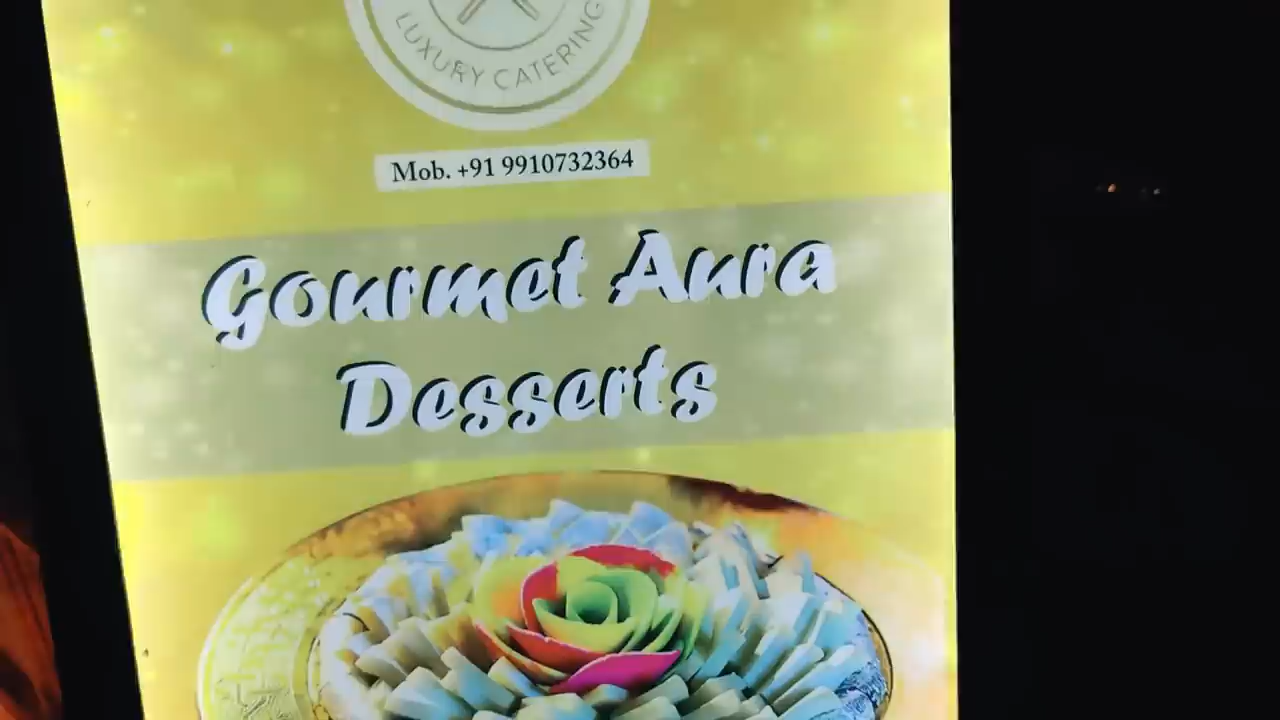 LUXURY CATERING
Mob. +91 9910732364
Gourmet Aura
Desserts